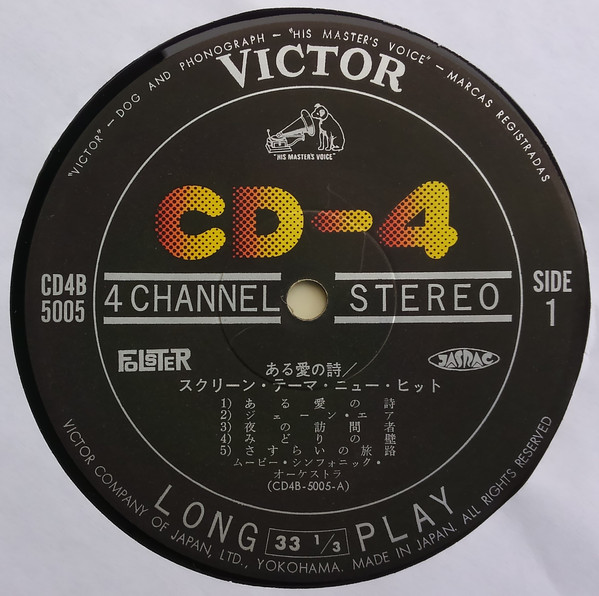 "VICTOR" — DOG AND PHONOGRAPH — "HIS MASTER'S VOICE" — MARCAS REGISTRADAS
VICTOR
"HIS MASTER'S VOICE"
CD-4
CD4B
5005
4 CHANNEL STEREO
SIDE
1
FOLSTER
JASRAC
ある愛の詩/
スクリーン・テーマ・ニュー・ヒット
1) ある愛の詩
2) ジェーン・エア
3) 夜の訪問者
4) みどりの壁
5) さすらいの旅路
ムービー・シンフォニック・
オーケストラ
(CD4B-5005-A)
LONG 33 1/3 PLAY
VICTOR COMPANY OF JAPAN, LTD., YOKOHAMA. MADE IN JAPAN. ALL RIGHTS RESERVED